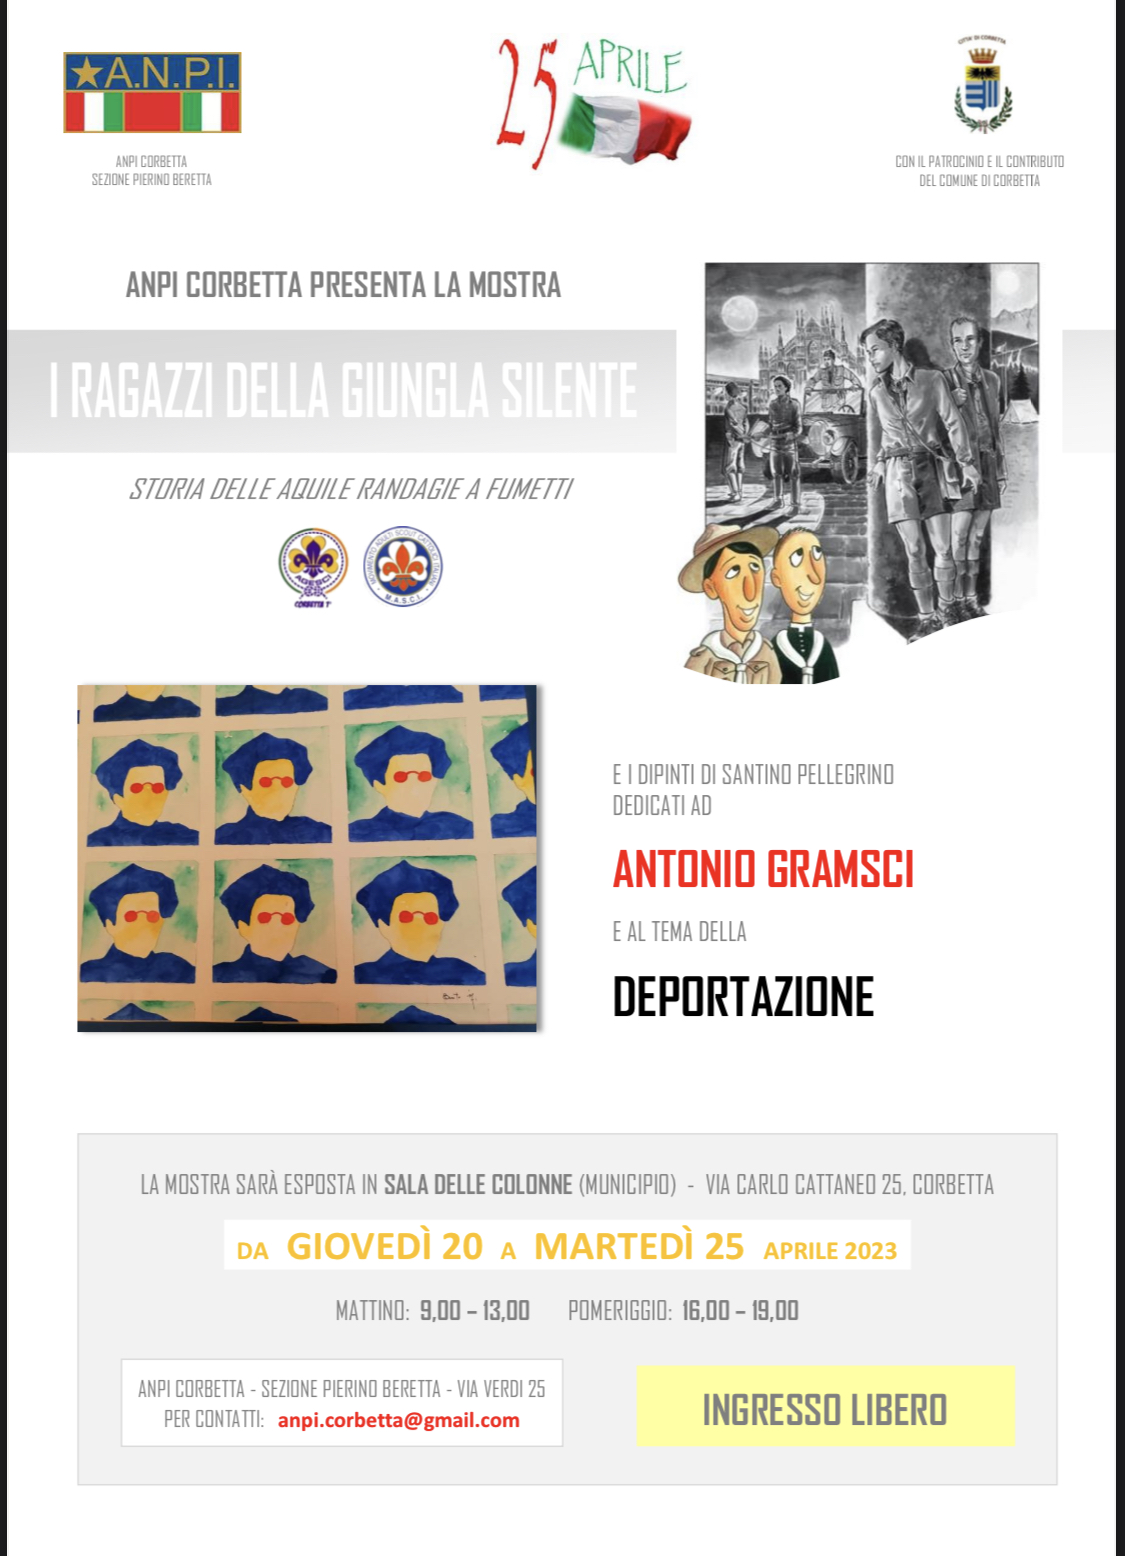 A.N.P.I.
ANPI CORBETTA
SEZIONE PIERINO BERETTA
25 APRILE
CITTA' DI CORBETTA
CON IL PATROCINIO E IL CONTRIBUTO
DEL COMUNE DI CORBETTA
ANPI CORBETTA PRESENTA LA MOSTRA
I RAGAZZI DELLA GIUNGLA SILENTE
STORIA DELLE AQUILE RANDAGIE A FUMETTI
AGESCI
CORBETTA 1°
MOVIMENTO ADULTI SCOUT CATTOLICI ITALIANI
M.A.S.C.I.
E I DIPINTI DI SANTINO PELLEGRINO
DEDICATI AD
ANTONIO GRAMSCI
E AL TEMA DELLA
DEPORTAZIONE
LA MOSTRA SARÀ ESPOSTA IN SALA DELLE COLONNE (MUNICIPIO) - VIA CARLO CATTANEO 25, CORBETTA
DA GIOVEDÌ 20 A MARTEDÌ 25 APRILE 2023
MATTINO: 9,00 – 13,00 POMERIGGIO: 16,00 – 19,00
ANPI CORBETTA - SEZIONE PIERINO BERETTA - VIA VERDI 25
PER CONTATTI: anpi.corbetta@gmail.com
INGRESSO LIBERO